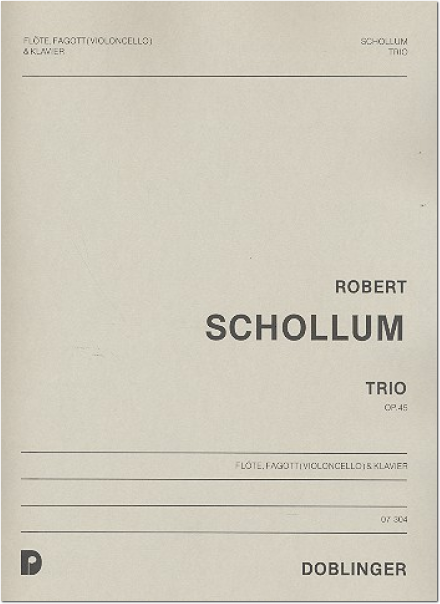 FLÖTE, FAGOTT(VIOLONCELLO)
& KLAVIER
SCHOLLUM
TRIO
ROBERT
SCHOLLUM
TRIO
OP.45
FLÖTE, FAGOTT(VIOLONCELLO) & KLAVIER
07 304
DOBLINGER